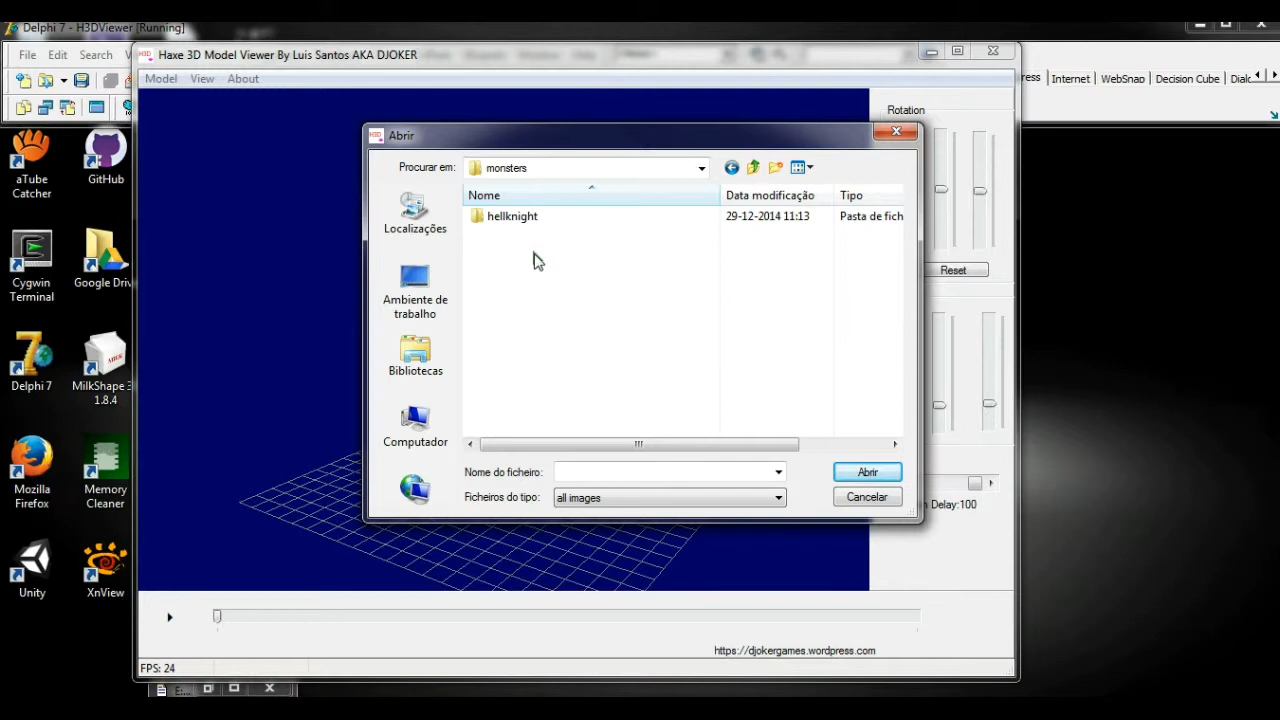 Delphi 7 - H3DViewer [Running]
File Edit Search
Haxe 3D Model Viewer By Luis Santos AKA DJOKER
Model View About
Internet WebSnap Decision Cube
Rotation
Abrir
Procurar em: monsters
Nome Data modificação Tipo
hellknight 29-12-2014 11:13 Pasta de fich
Localizações
Ambiente de
trabalho
Bibliotecas
Computador
Nome do ficheiro: Abrir
Ficheiros do tipo: all images Cancelar
Reset
Delay:100
aTube
Catcher
GitHub
Cygwin
Terminal
Google Driv
Delphi 7
MilkShape 3
1.8.4
Mozilla
Firefox
Memory
Cleaner
Unity
XnView
https://djokergames.wordpress.com
FPS: 24
E:...